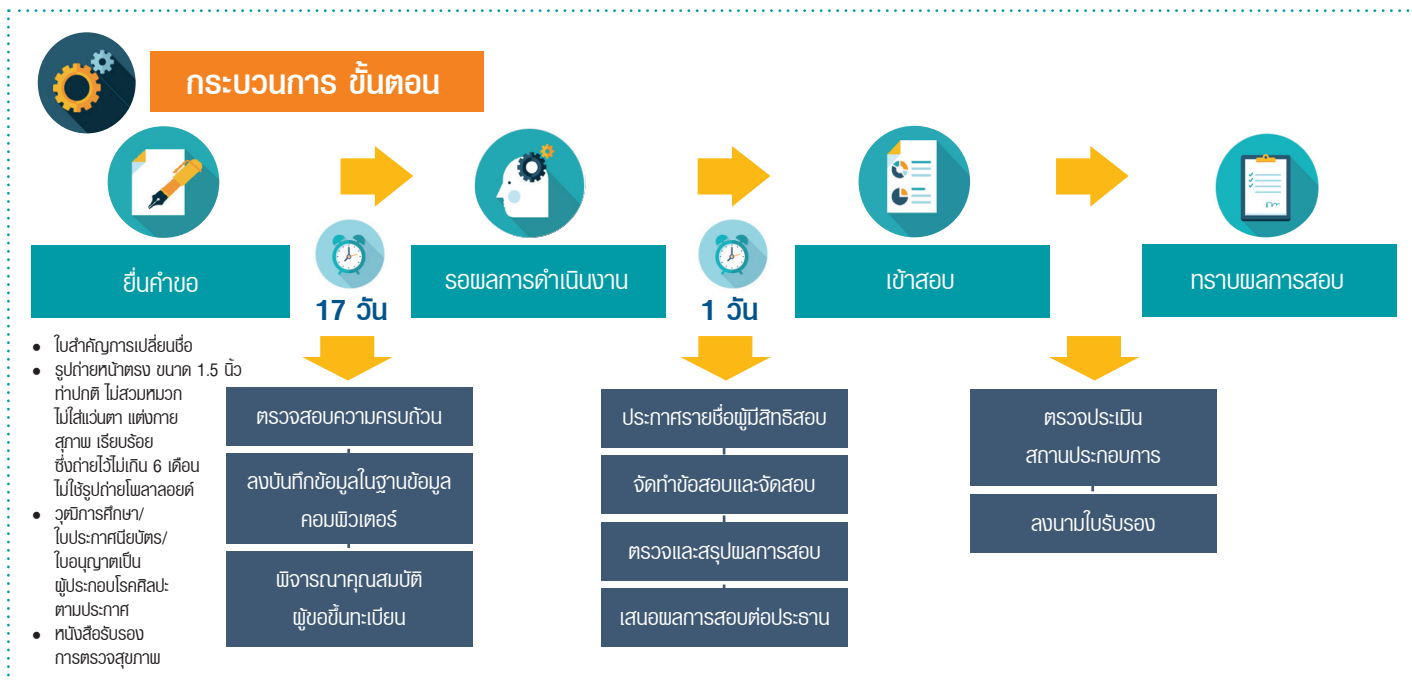 กระบวนการ ขั้นตอน
ยื่นคำขอ
17 วัน
รอผลการดำเนินงาน
1 วัน
เข้าสอบ
ทราบผลการสอบ
• ใบสำคัญการเปลี่ยนชื่อ
• รูปถ่ายหน้าตรง ขนาด 1.5 นิ้ว
ท่าปกติ ไม่สวมหมวก
ไม่ใส่แว่นตา แต่งกาย
สุภาพ เรียบร้อย
ซึ่งถ่ายไว้ไม่เกิน 6 เดือน
ไม่ใช้รูปถ่ายโพลาลอยด์
• วุฒิการศึกษา/
ใบประกาศนียบัตร/
ใบอนุญาตเป็น
ผู้ประกอบโรคศิลปะ
ตามประกาศ
• หนังสือรับรอง
การตรวจสุขภาพ
ตรวจสอบความครบถ้วน
ลงบันทึกข้อมูลในฐานข้อมูล
คอมพิวเตอร์
พิจารณาคุณสมบัติ
ผู้ขอขึ้นทะเบียน
ประกาศรายชื่อผู้มีสิทธิสอบ
จัดทำข้อสอบและจัดสอบ
ตรวจและสรุปผลการสอบ
เสนอผลการสอบต่อประธาน
ตรวจประเมิน
สถานประกอบการ
ลงนามใบรับรอง